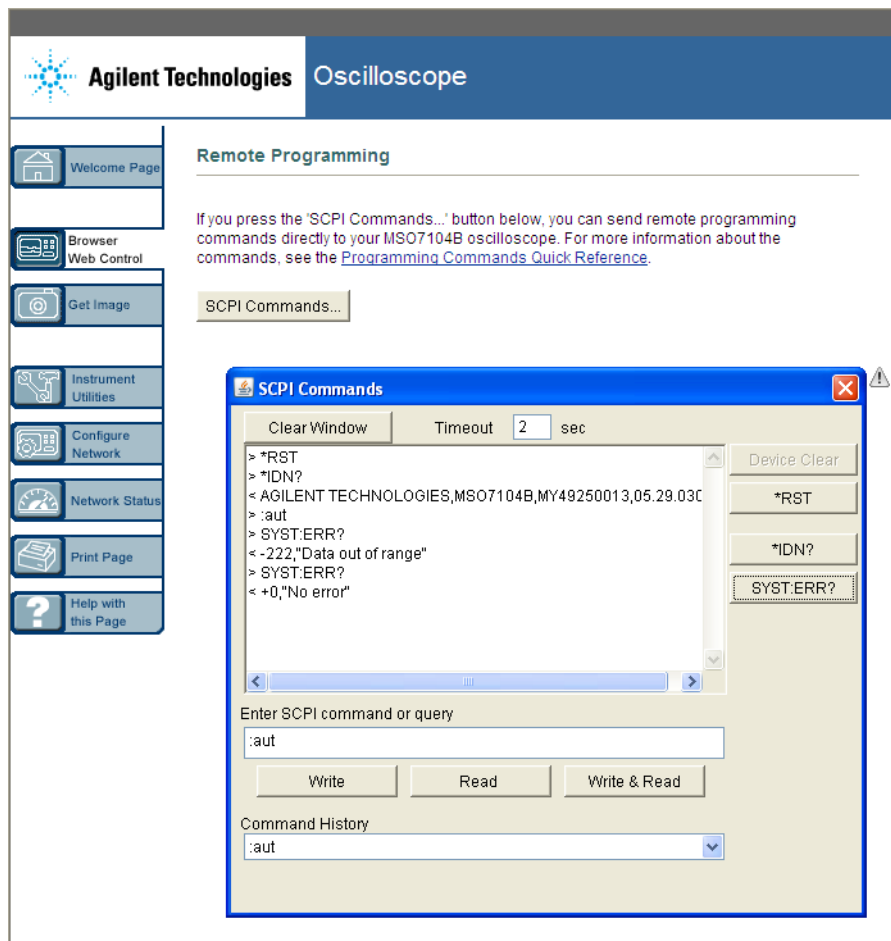 Agilent Technologies
Oscilloscope
Welcome Page
Browser
Web Control
Get Image
Instrument
Utilities
Configure
Network
Network Status
Print Page
Help with
this Page
Remote Programming
If you press the 'SCPI Commands...' button below, you can send remote programming
commands directly to your MSO7104B oscilloscope. For more information about the
commands, see the Programming Commands Quick Reference.
SCPI Commands...
SCPI Commands
Clear Window
Timeout 2 sec
> *RST
> *IDN?
< AGILENT TECHNOLOGIES,MSO7104B,MY49250013,05.29.030
> :aut
> SYST:ERR?
< -222,"Data out of range"
> SYST:ERR?
< +0,"No error"
Device Clear
*RST
*IDN?
SYST:ERR?
Enter SCPI command or query
:aut
Write
Read
Write & Read
Command History
:aut